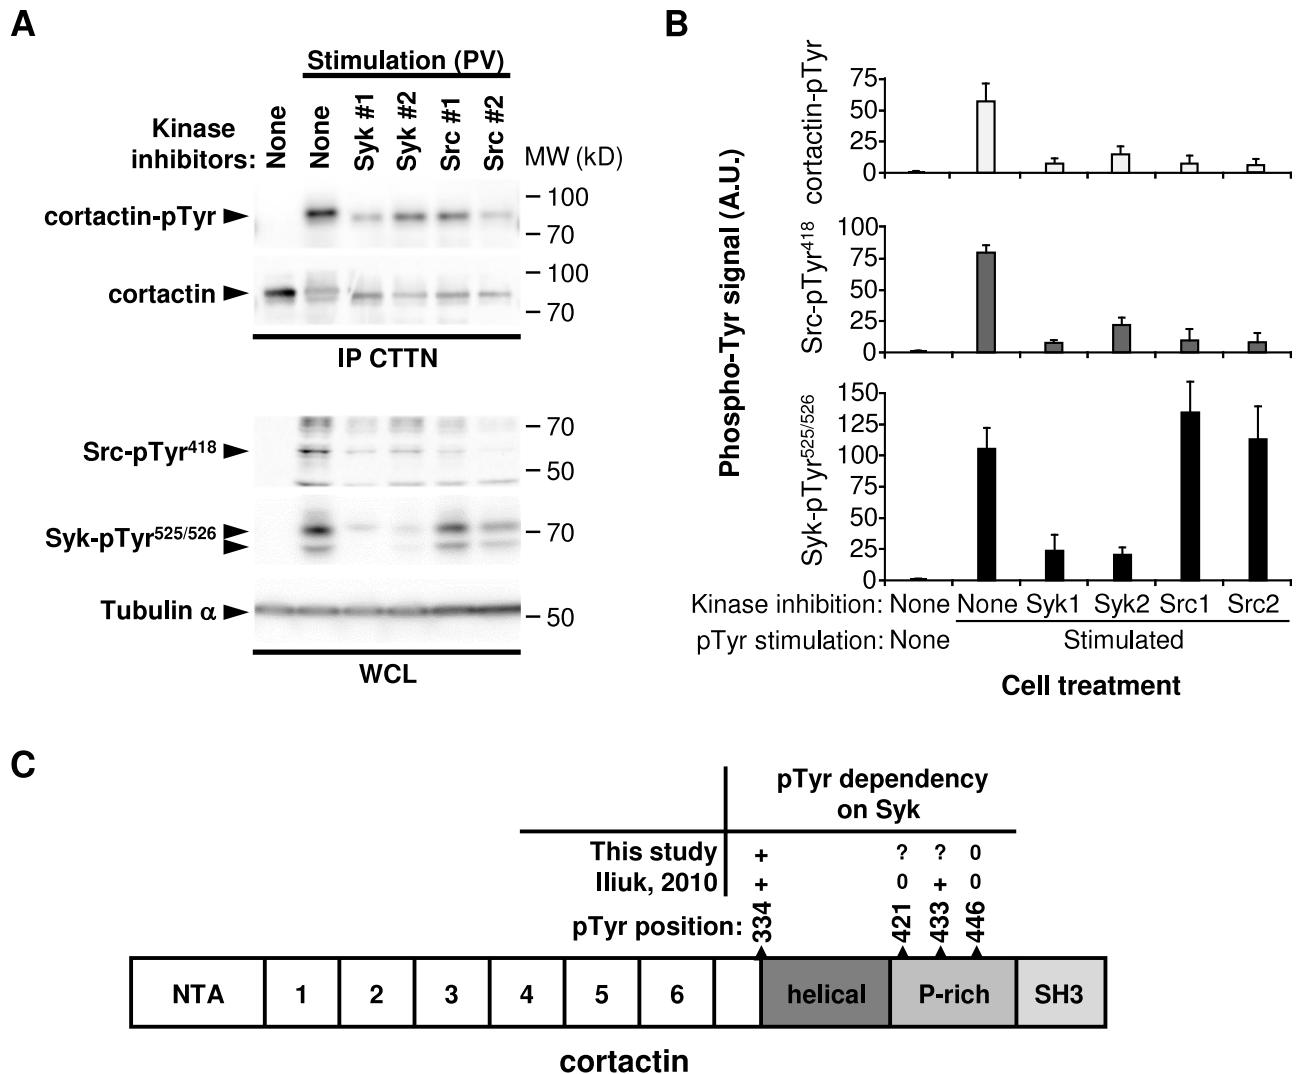 A
Stimulation (PV)
Kinase inhibitors:
None
None
Syk #1
Syk #2
Src #1
Src #2
MW (kD)
cortactin-pTyr
100
70
cortactin
100
70
IP CTTN
Src-pTyr418
70
50
Syk-pTyr525/526
70
Tubulin α
50
WCL
B
Phospho-Tyr signal (A.U.)
cortactin-pTyr
75
50
25
0
Src-pTyr418
100
75
50
25
0
Syk-pTyr525/526
150
125
100
75
50
25
0
Kinase inhibition: None None Syk1 Syk2 Src1 Src2
pTyr stimulation: None Stimulated
Cell treatment
C
pTyr dependency
on Syk
This study + ? ? 0
Iliuk, 2010 + 0 + 0
pTyr position: 334 421 433 446
NTA 1 2 3 4 5 6 helical P-rich SH3
cortactin